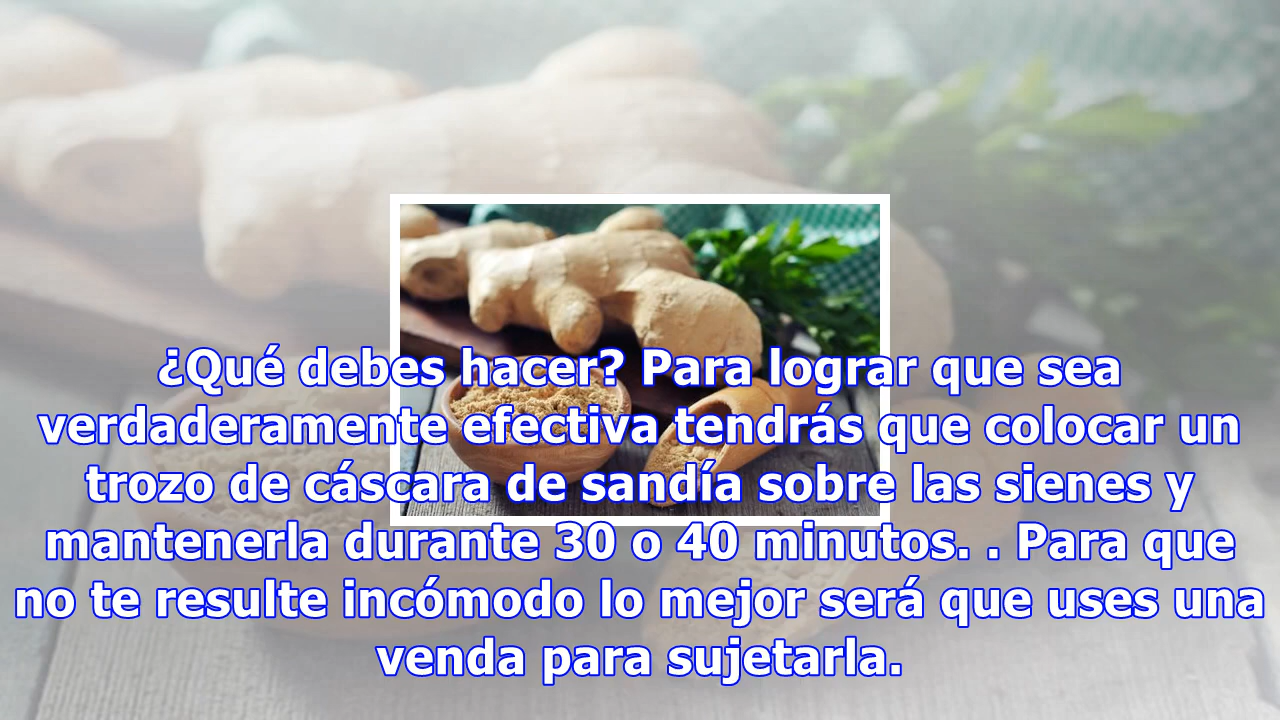 ¿Qué debes hacer? Para lograr que sea
verdaderamente efectiva tendrás que colocar un
trozo de cáscara de sandía sobre las sienes y
mantenerla durante 30 o 40 minutos. . Para que
no te resulte incómodo lo mejor será que uses una
venda para sujetarla.